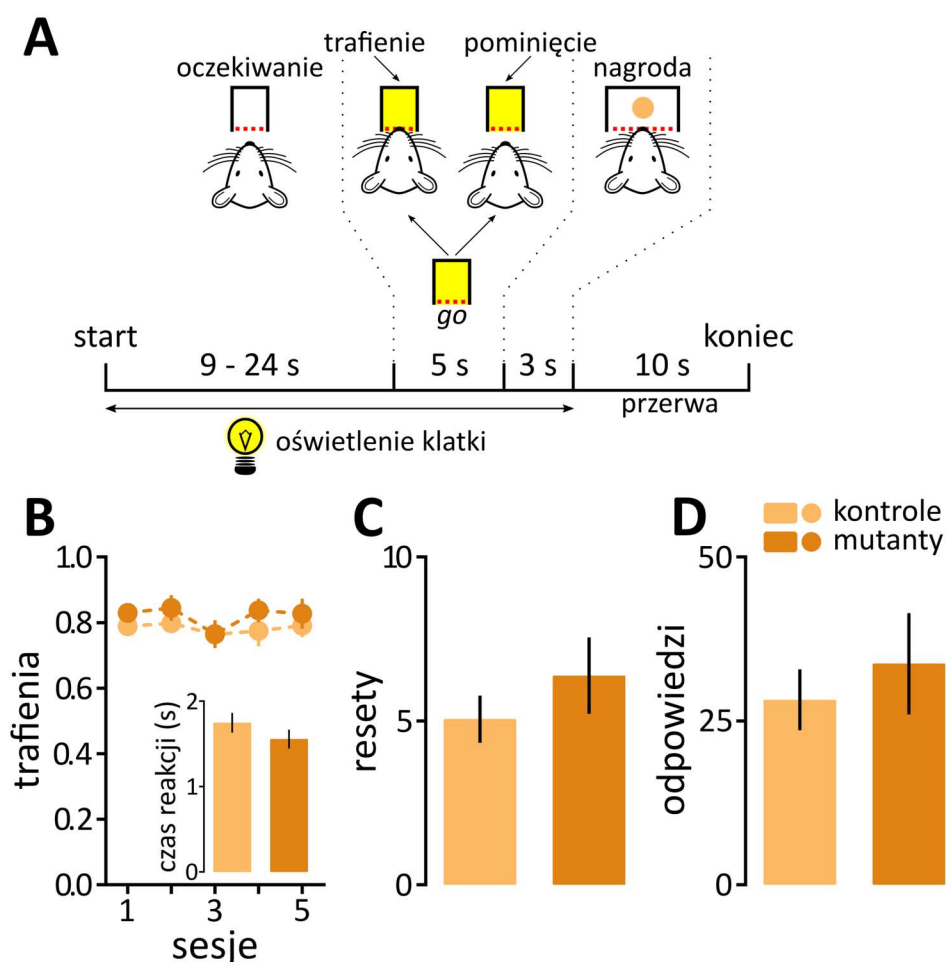 A
trafienie
pominięcie
oczekiwanie
nagroda
go
start
koniec
9 - 24 s
5 s
3 s
10 s
przerwa
oświetlenie klatki
B
1.0
0.8
0.6
0.4
0.2
0.0
trafienia
1
3
5
sesje
czas reakcji (s)
2
1
0
C
10
5
0
resety
D
kontrole
mutanty
50
25
0
odpowiedzi